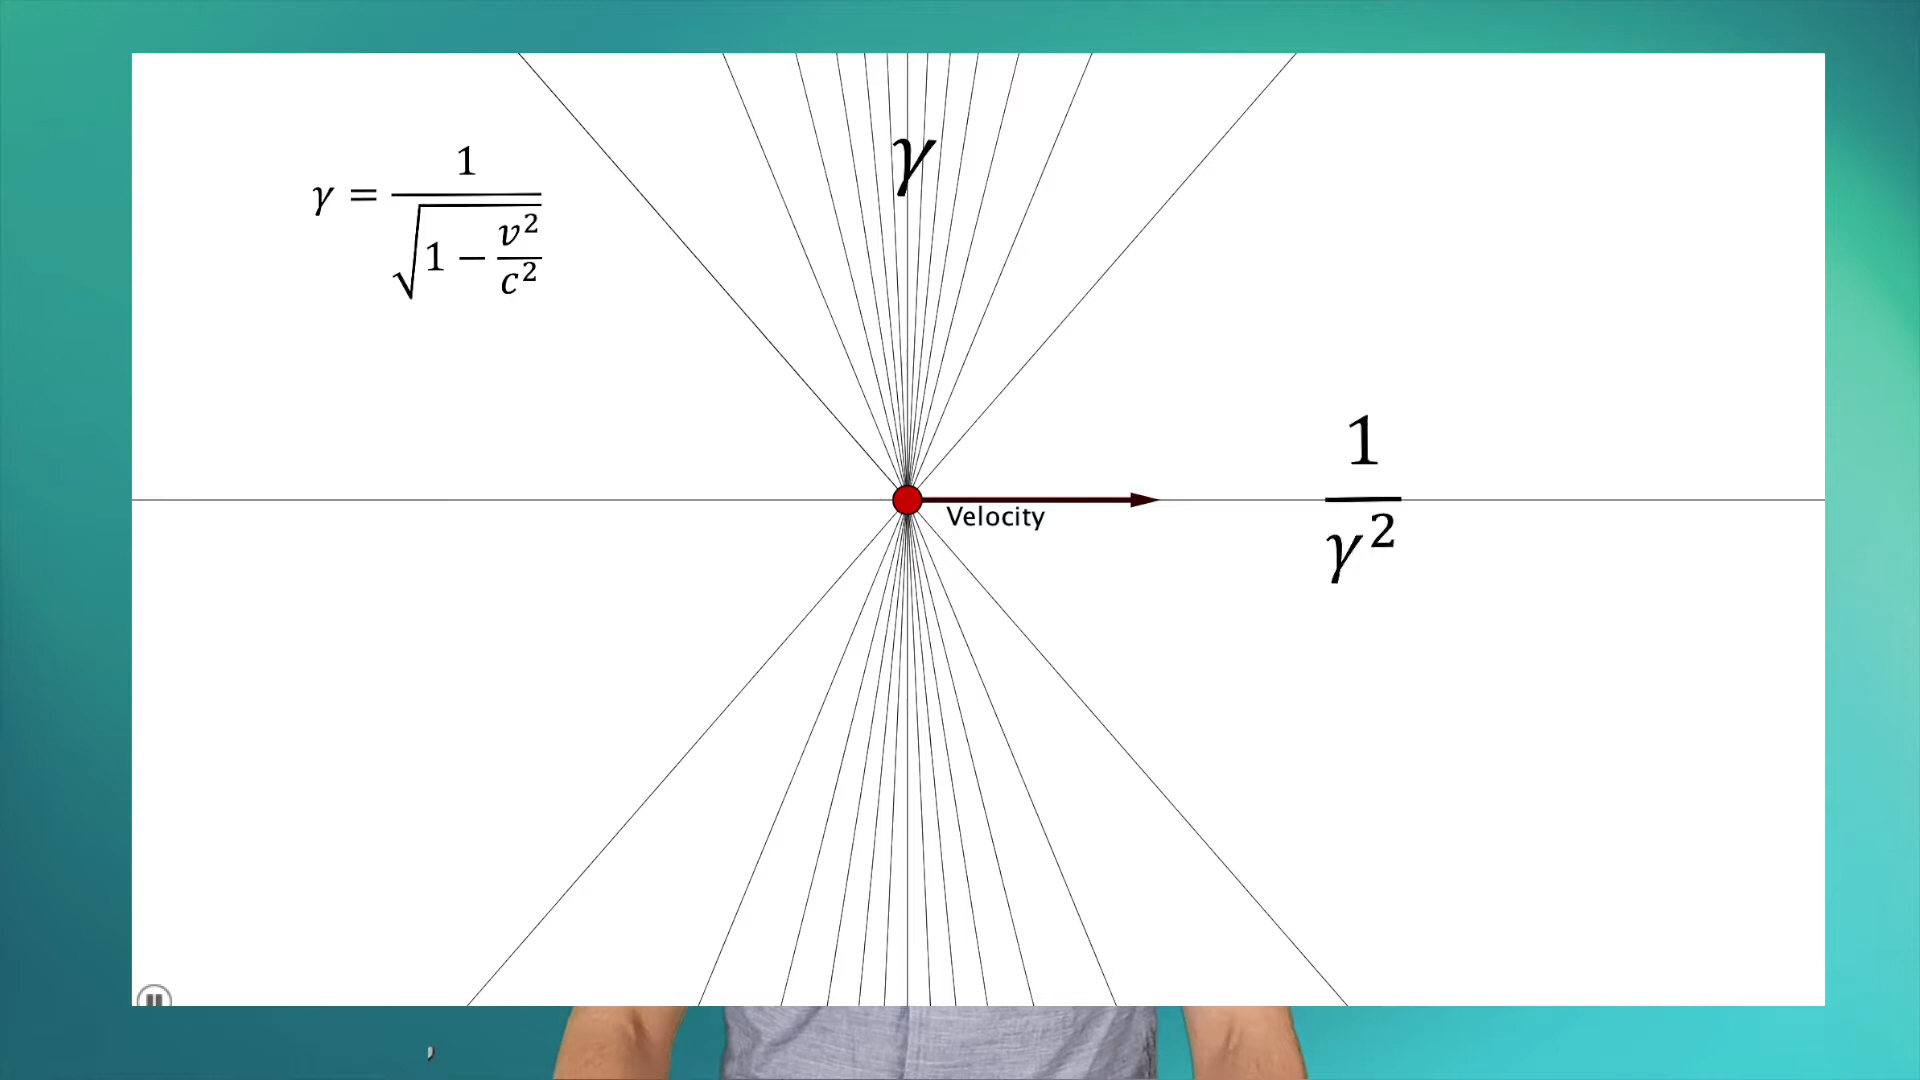 γ
γ = 1 / √(1 − v²/c²)
1
γ²
Velocity